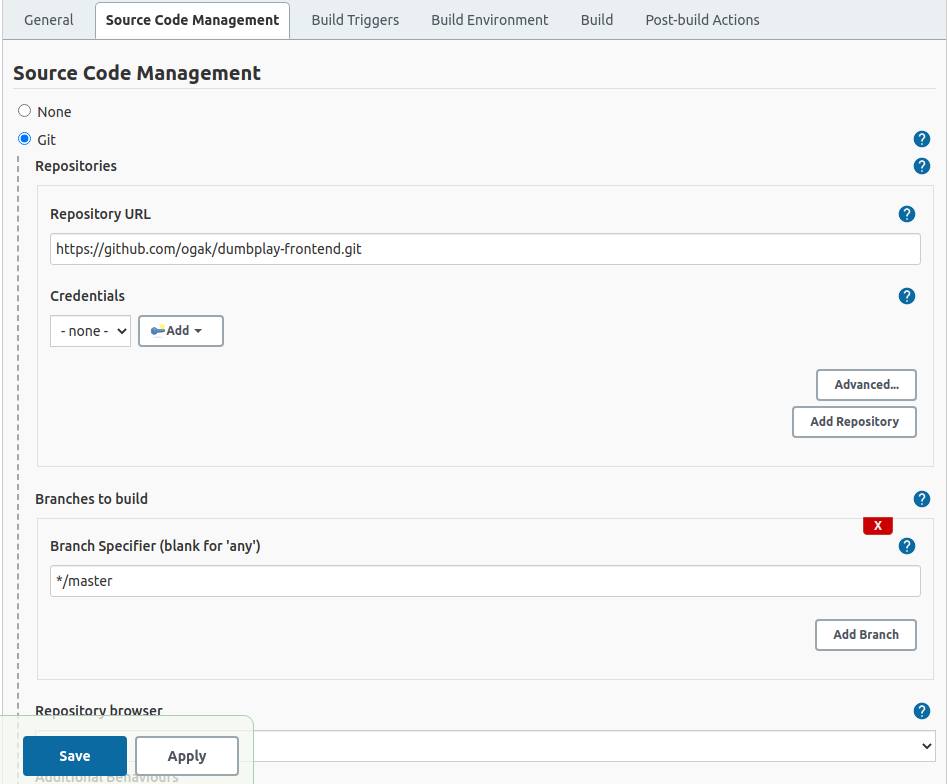 General Source Code Management Build Triggers Build Environment Build Post-build Actions
Source Code Management
None
Git
?
Repositories
?
Repository URL
?
https://github.com/ogak/dumbplay-frontend.git
Credentials
?
- none - Add
Advanced...
Add Repository
Branches to build
?
X
Branch Specifier (blank for 'any')
?
*/master
Add Branch
Repository browser
?
Save Apply
Additional Behaviours